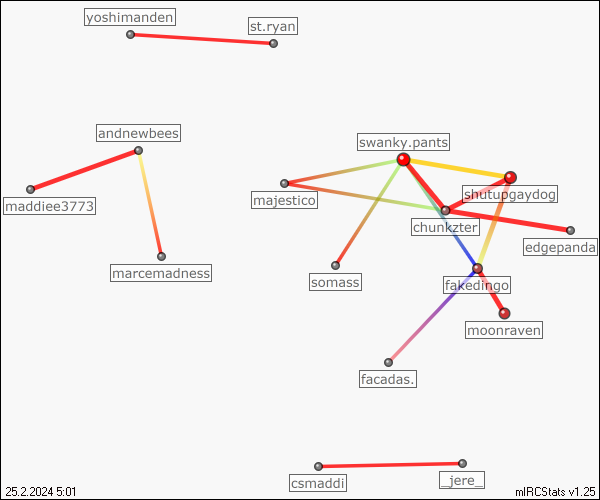 yoshimanden
st.ryan
andnewbees
swanky.pants
shutupgaydog
majestico
maddiee3773
chunkzter
edgepanda
marcemadness
somass
fakedingo
moonraven
facadas.
csmaddi
_jere_
25.2.2024 5:01
mIRCStats v1.25